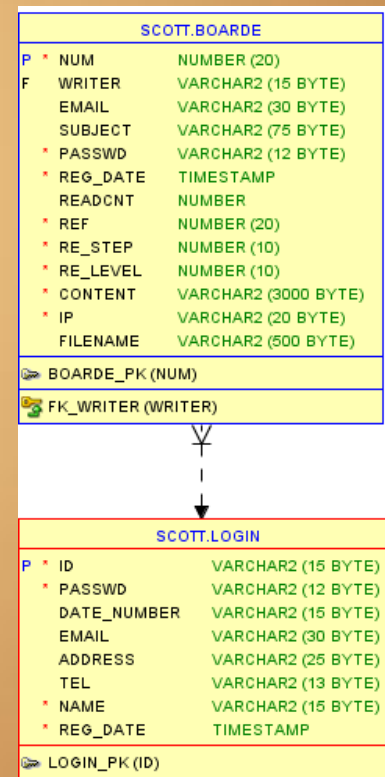 SCOTT.BOARDE
P * NUM NUMBER (20)
F WRITER VARCHAR2 (15 BYTE)
EMAIL VARCHAR2 (30 BYTE)
SUBJECT VARCHAR2 (75 BYTE)
* PASSWD VARCHAR2 (12 BYTE)
* REG_DATE TIMESTAMP
READCNT NUMBER
* REF NUMBER (20)
* RE_STEP NUMBER (10)
* RE_LEVEL NUMBER (10)
* CONTENT VARCHAR2 (3000 BYTE)
* IP VARCHAR2 (20 BYTE)
FILENAME VARCHAR2 (500 BYTE)
BOARDE_PK (NUM)
FK_WRITER (WRITER)
SCOTT.LOGIN
P * ID VARCHAR2 (15 BYTE)
* PASSWD VARCHAR2 (12 BYTE)
DATE_NUMBER VARCHAR2 (15 BYTE)
EMAIL VARCHAR2 (30 BYTE)
ADDRESS VARCHAR2 (25 BYTE)
TEL VARCHAR2 (13 BYTE)
* NAME VARCHAR2 (15 BYTE)
* REG_DATE TIMESTAMP
LOGIN_PK (ID)